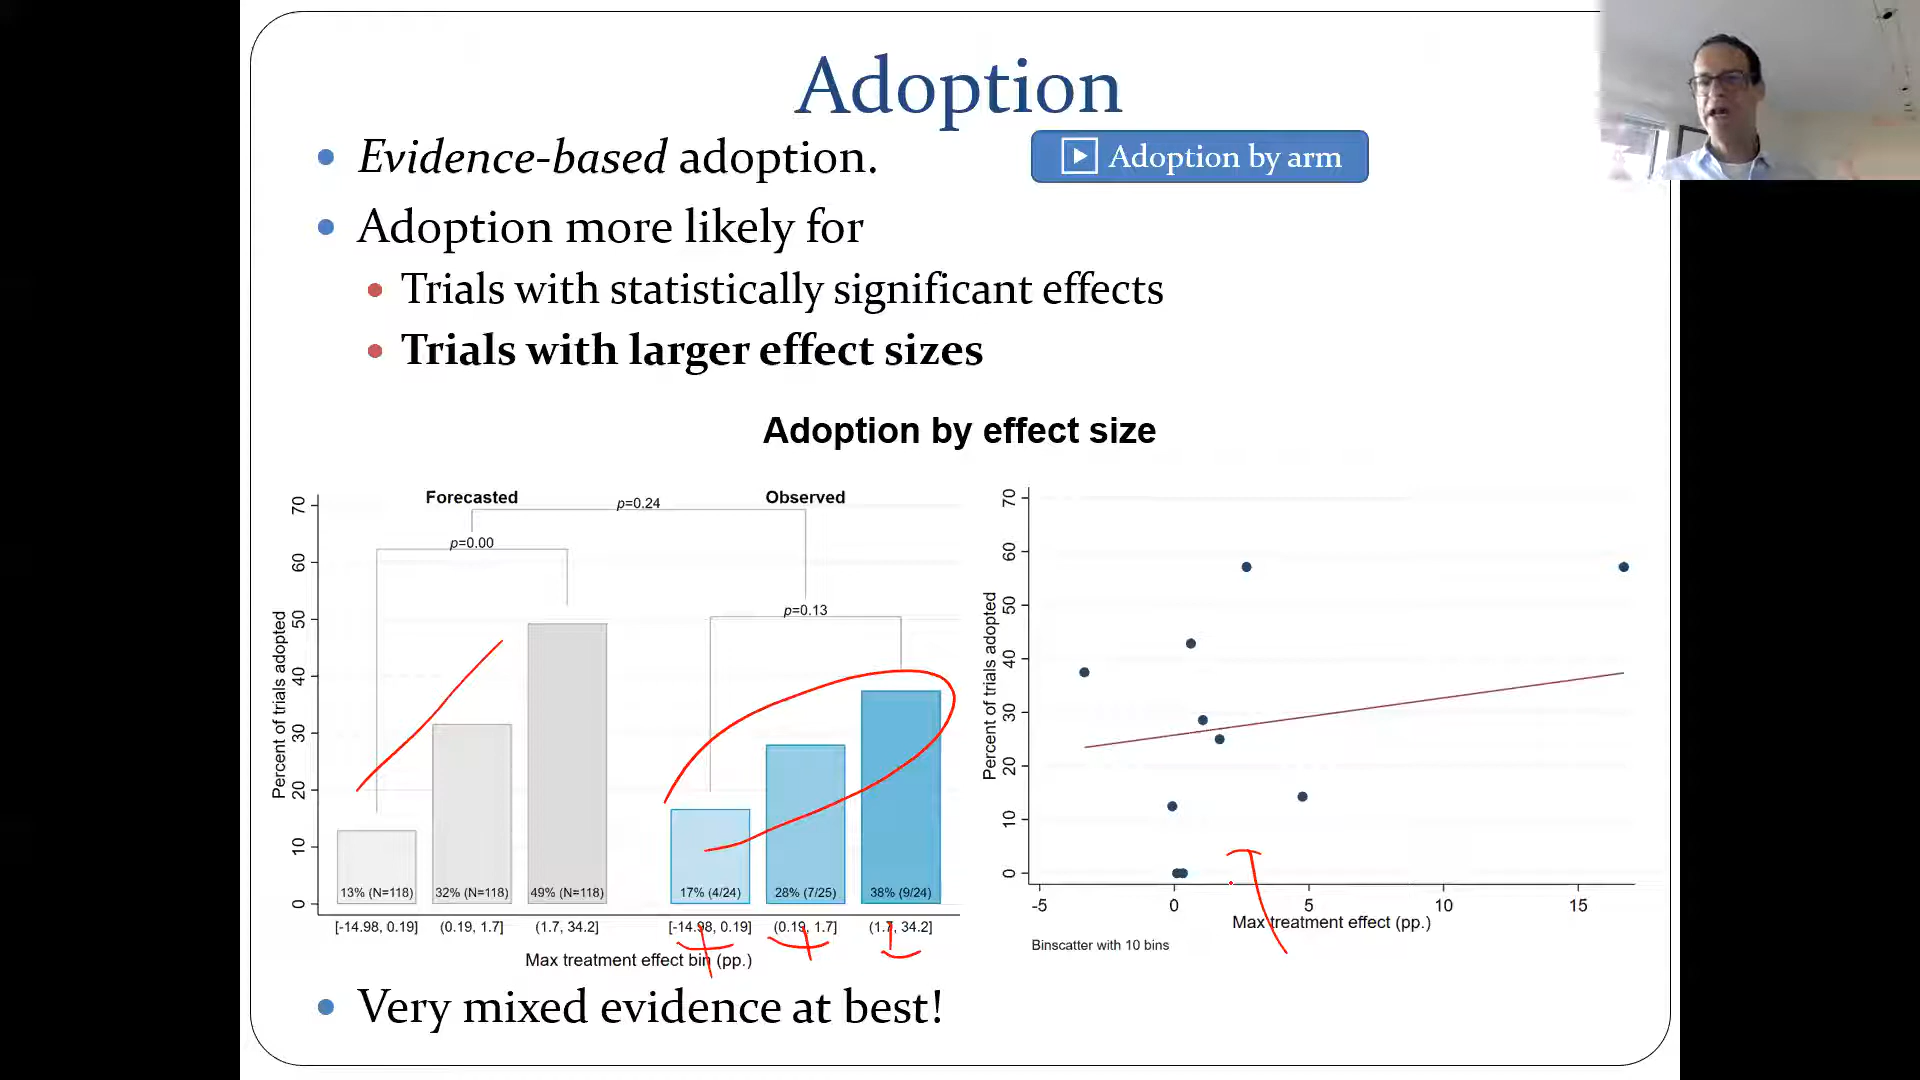 Adoption
Evidence-based adoption.
Adoption by arm
Adoption more likely for
Trials with statistically significant effects
Trials with larger effect sizes
Adoption by effect size
Forecasted
Observed
p=0.24
p=0.00
p=0.13
Percent of trials adopted
70
60
50
40
30
20
10
0
13% (N=118)
32% (N=118)
49% (N=118)
17% (4/24)
28% (7/25)
38% (9/24)
[-14.98, 0.19]
(0.19, 1.7]
(1.7, 34.2]
[-14.98, 0.19]
(0.19, 1.7]
(1.7, 34.2]
Max treatment effect bin (pp.)
Percent of trials adopted
70
60
50
40
30
20
10
0
-5
0
5
10
15
Max treatment effect (pp.)
Binscatter with 10 bins
Very mixed evidence at best!